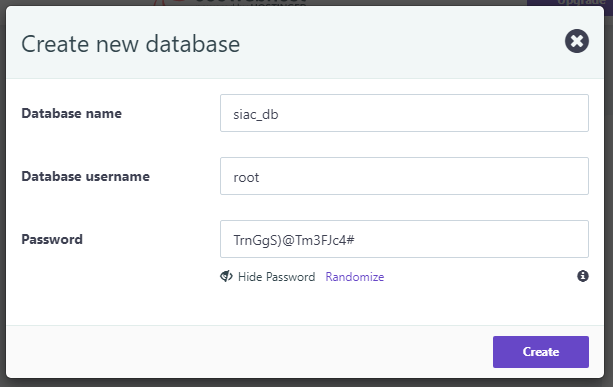 Upgrade
Create new database
Database name
siac_db
Database username
root
Password
TrnGgS)@Tm3FJc4#
Hide Password Randomize
Create